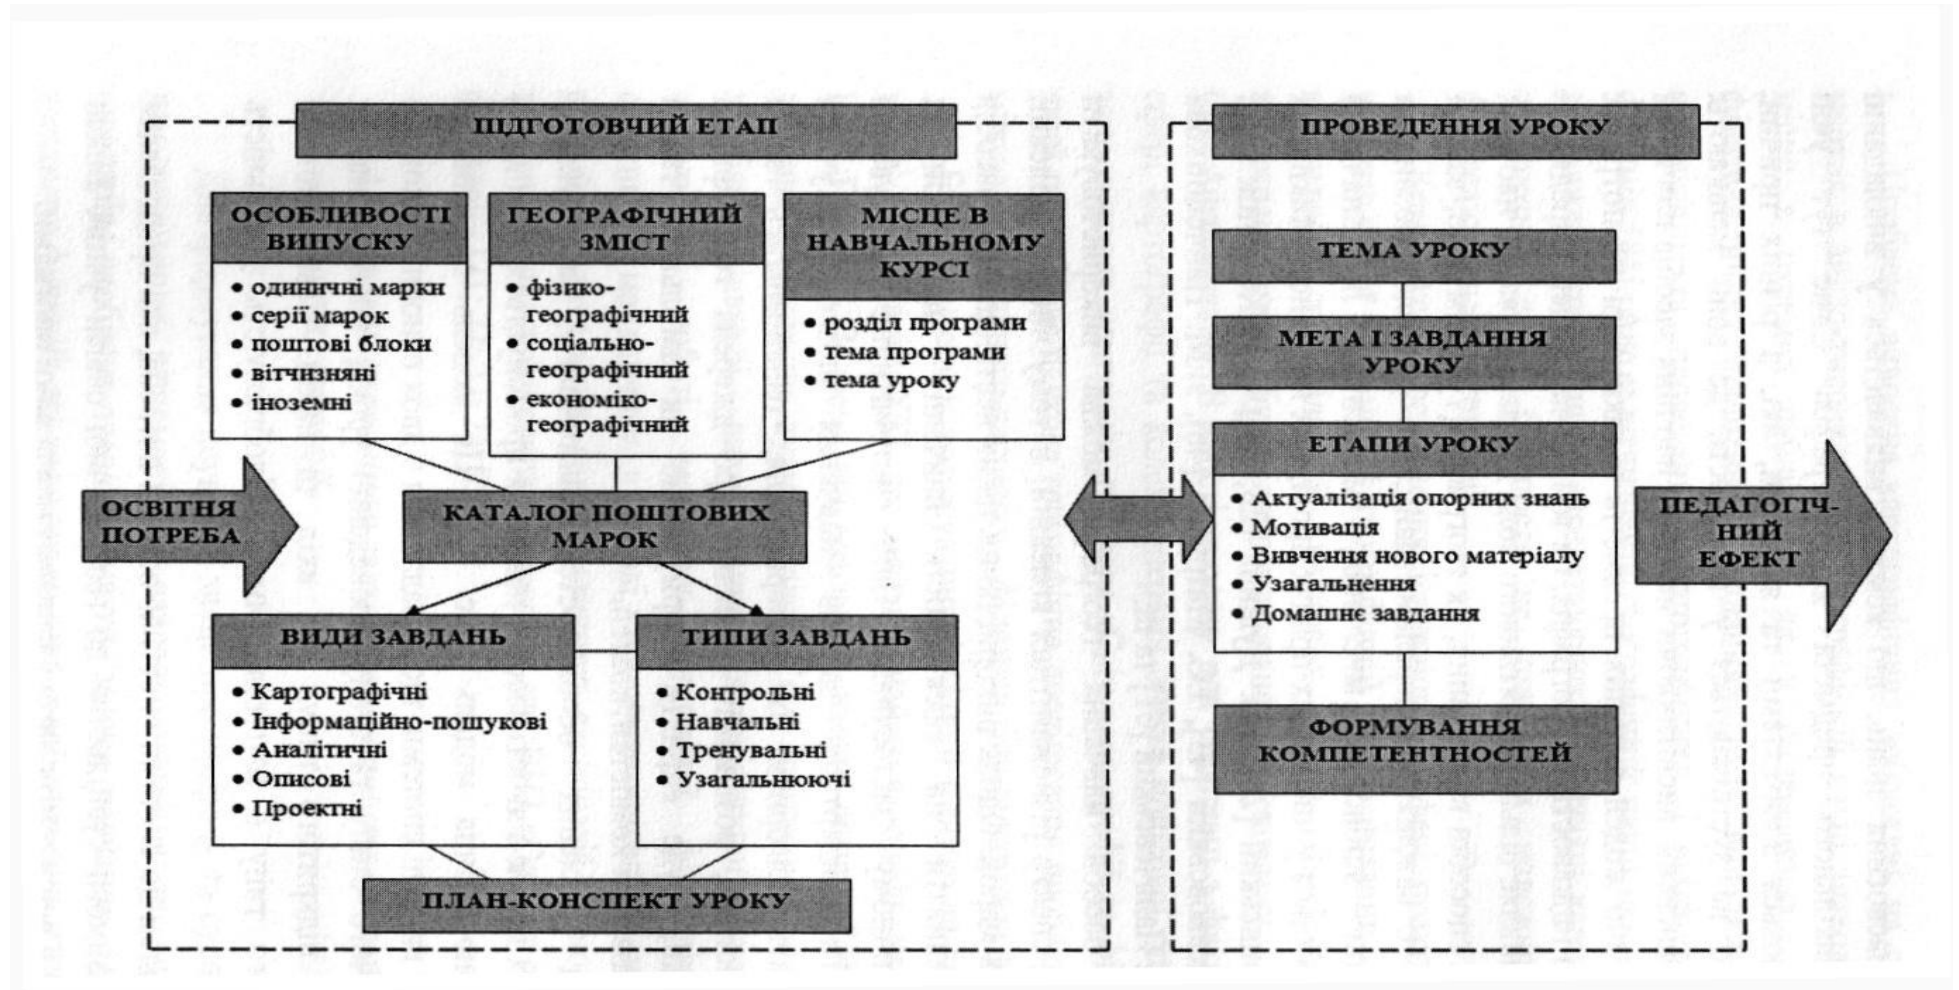 ПІДГОТОВЧИЙ ЕТАП
ОСОБЛИВОСТІ
ВИПУСКУ
• одиничні марки
• серії марок
• поштові блоки
• вітчизняні
• іноземні
ГЕОГРАФІЧНИЙ
ЗМІСТ
• фізико-
географічний
• соціально-
географічний
• економіко-
географічний
МІСЦЕ В
НАВЧАЛЬНОМУ
КУРСІ
• розділ програми
• тема програми
• тема уроку
ОСВІТНЯ
ПОТРЕБА
КАТАЛОГ ПОШТОВИХ
МАРОК
ВИДИ ЗАВДАНЬ
• Картографічні
• Інформаційно-пошукові
• Аналітичні
• Описові
• Проектні
ТИПИ ЗАВДАНЬ
• Контрольні
• Навчальні
• Тренувальні
• Узагальнюючі
ПЛАН-КОНСПЕКТ УРОКУ
ПРОВЕДЕННЯ УРОКУ
ТЕМА УРОКУ
МЕТА І ЗАВДАННЯ
УРОКУ
ЕТАПИ УРОКУ
• Актуалізація опорних знань
• Мотивація
• Вивчення нового матеріалу
• Узагальнення
• Домашнє завдання
ФОРМУВАННЯ
КОМПЕТЕНТНОСТЕЙ
ПЕДАГОГІЧ-
НИЙ
ЕФЕКТ